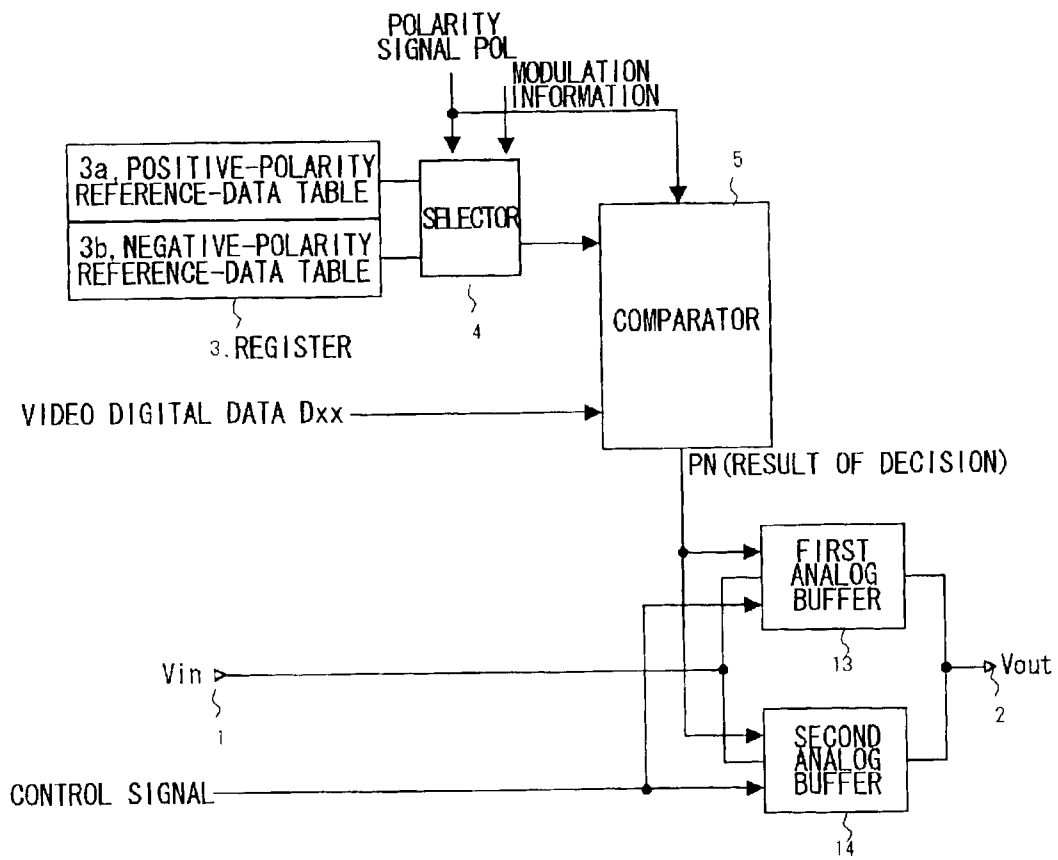 POLARITY
SIGNAL POL
MODULATION
INFORMATION
3a, POSITIVE-POLARITY
REFERENCE-DATA TABLE
3b, NEGATIVE-POLARITY
REFERENCE-DATA TABLE
SELECTOR
5
4
3. REGISTER
COMPARATOR
VIDEO DIGITAL DATA Dxx
PN(RESULT OF DECISION)
FIRST
ANALOG
BUFFER
13
Vin
1
Vout
2
SECOND
ANALOG
BUFFER
CONTROL SIGNAL
14